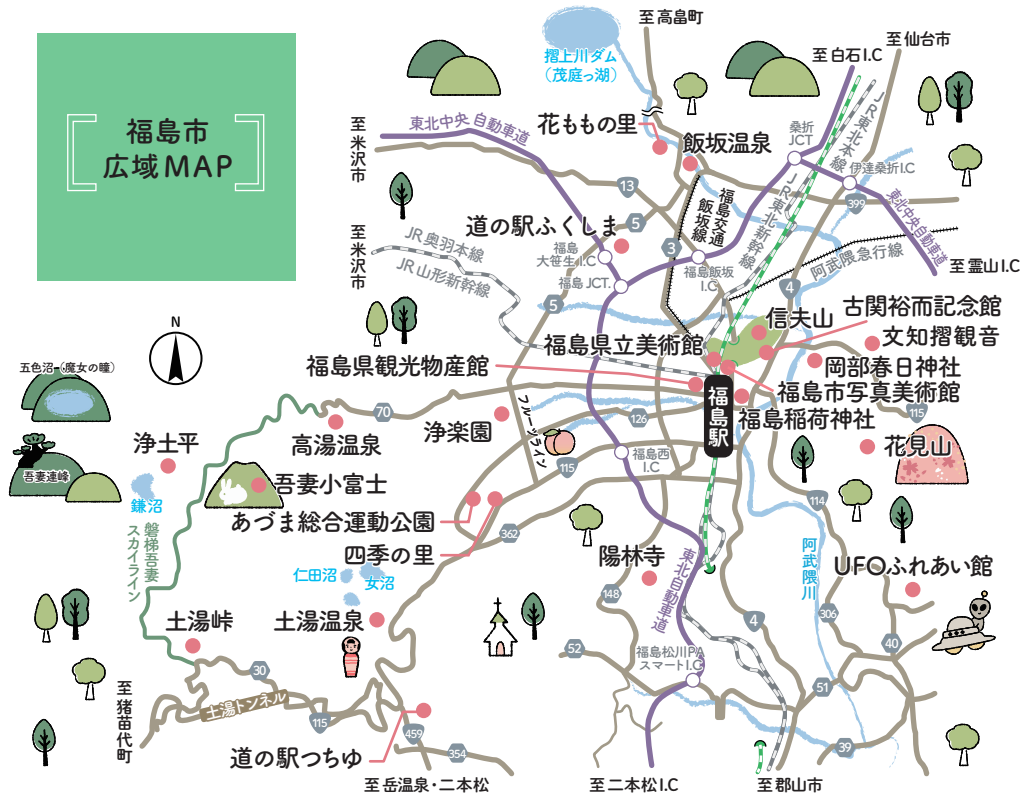 福島市
広域MAP
至高畠町
至仙台市
至白石I.C
摺上川ダム
(茂庭っ湖)
至米沢市
東北中央自動車道
花ももの里
飯坂温泉
桑折
JCT
JR東北本線
伊達桑折I.C
13
5
399
福島交通
飯坂線
JR東北新幹線
東北中央自動車道
道の駅ふくしま
至米沢市
JR奥羽本線
JR山形新幹線
福島
大笹生I.C
3
福島飯坂
I.C
阿武隈急行線
至霊山I.C
福島JCT.
4
5
信夫山
古関裕而記念館
文知摺観音
福島県立美術館
岡部春日神社
福島県観光物産館
福島市写真美術館
福島駅
福島稲荷神社
N
五色沼(魔女の瞳)
70
高湯温泉
浄楽園
フルーツライン
126
115
115
福島西
I.C
花見山
浄土平
吾妻連峰
鎌沼
吾妻小富士
あづま総合運動公園
四季の里
362
114
磐梯吾妻
スカイライン
仁田沼
女沼
陽林寺
東北自動車道
阿武隈川
UFOふれあい館
土湯峠
土湯温泉
148
4
306
40
52
福島松川PA
スマートI.C
30
土湯トンネル
115
51
至猪苗代町
459
354
39
道の駅つちゆ
至岳温泉・二本松
至二本松I.C
至郡山市